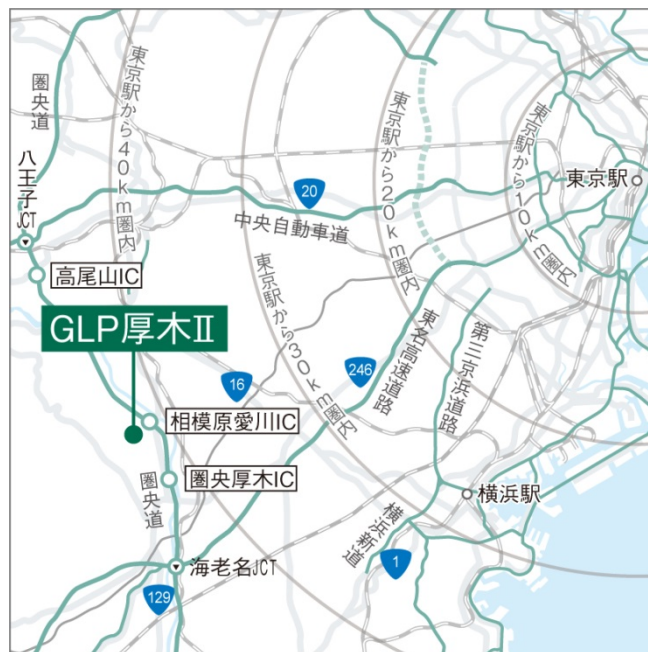 圏央道
東京駅から40km圏内
東京駅から20km圏内
東京駅から10km圏内
東京駅
八王子JCT
20
中央自動車道
高尾山IC
東京駅から30km圏内
GLP厚木Ⅱ
16
246
東名高速道路
第三京浜道路
相模原愛川IC
圏央道
圏央厚木IC
横浜駅
横浜新道
1
海老名JCT
129